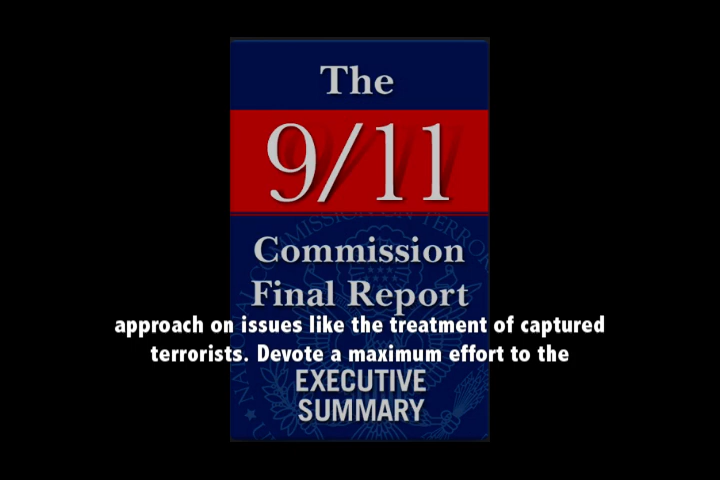 The
9/11
Commission
Final Report
approach on issues like the treatment of captured
terrorists. Devote a maximum effort to the
EXECUTIVE
SUMMARY